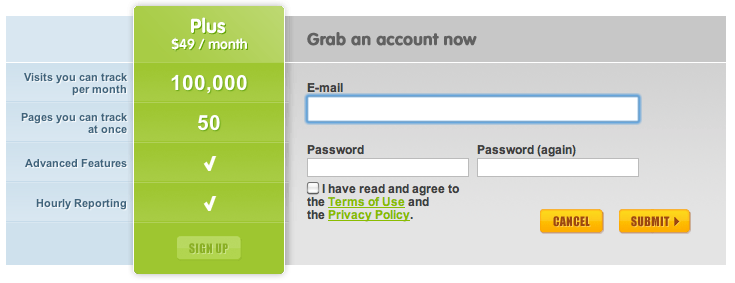 Plus
$49 / month
Visits you can track
per month
100,000
Pages you can track
at once
50
Advanced Features
✓
Hourly Reporting
✓
SIGN UP
Grab an account now
E-mail
Password
Password (again)
I have read and agree to
the Terms of Use and
the Privacy Policy.
CANCEL
SUBMIT